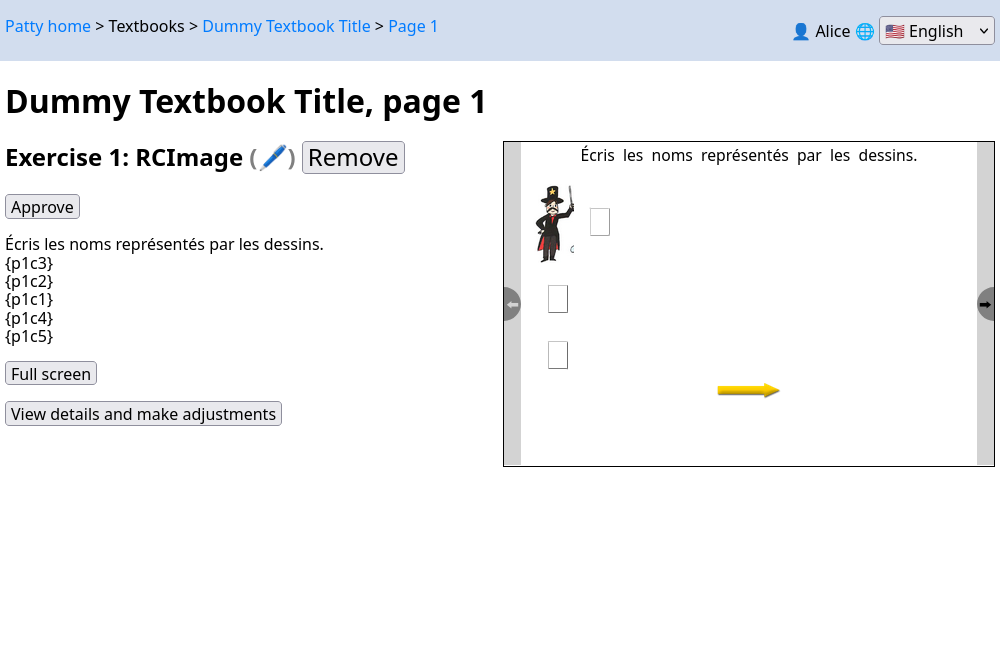 Patty home > Textbooks > Dummy Textbook Title > Page 1
👤 Alice 🌐 🇺🇸 English
Dummy Textbook Title, page 1
Exercise 1: RCImage (🖊️) Remove
Approve
Écris les noms représentés par les dessins.
{p1c3}
{p1c2}
{p1c1}
{p1c4}
{p1c5}
Full screen
View details and make adjustments
Écris les noms représentés par les dessins.